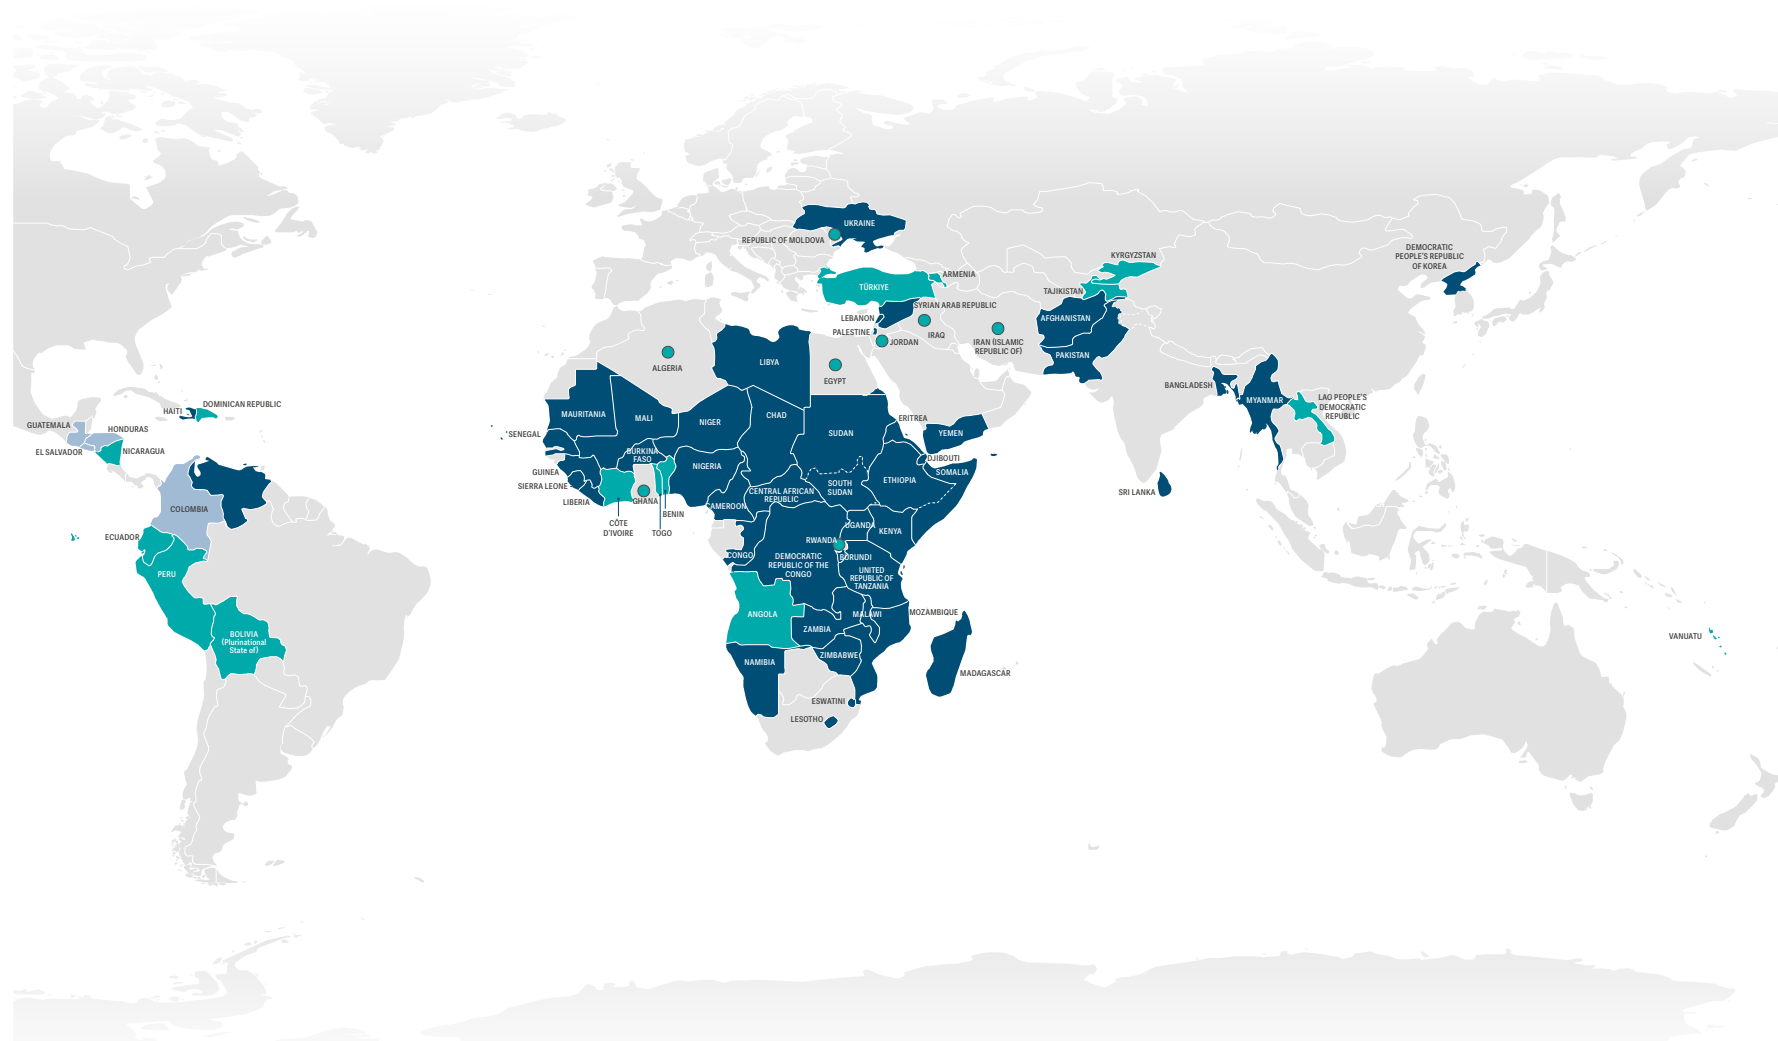 UKRAINE
REPUBLIC OF MOLDOVA
DEMOCRATIC
PEOPLE'S REPUBLIC
OF KOREA
KYRGYZSTAN
ARMENIA
TÜRKIYE
TAJIKISTAN
SYRIAN ARAB REPUBLIC
LEBANON
AFGHANISTAN
PALESTINE
IRAQ
JORDAN
IRAN (ISLAMIC
REPUBLIC OF)
PAKISTAN
LIBYA
ALGERIA
EGYPT
BANGLADESH
MYANMAR
LAO PEOPLE'S
DEMOCRATIC
REPUBLIC
DOMINICAN REPUBLIC
HAITI
GUATEMALA
HONDURAS
EL SALVADOR
NICARAGUA
MAURITANIA
MALI
NIGER
CHAD
SUDAN
ERITREA
YEMEN
SENEGAL
BURKINA
FASO
NIGERIA
DJIBOUTI
SOMALIA
GUINEA
SIERRA LEONE
LIBERIA
CÔTE
D'IVOIRE
GHANA
TOGO
BENIN
CAMEROON
CENTRAL AFRICAN
REPUBLIC
SOUTH
SUDAN
ETHIOPIA
SRI LANKA
COLOMBIA
ECUADOR
PERU
BOLIVIA
(Plurinational
State of)
UGANDA
KENYA
RWANDA
BURUNDI
CONGO
DEMOCRATIC
REPUBLIC OF THE
CONGO
UNITED
REPUBLIC OF
TANZANIA
ANGOLA
ZAMBIA
MALAWI
MOZAMBIQUE
VANUATU
NAMIBIA
ZIMBABWE
MADAGASCAR
ESWATINI
LESOTHO